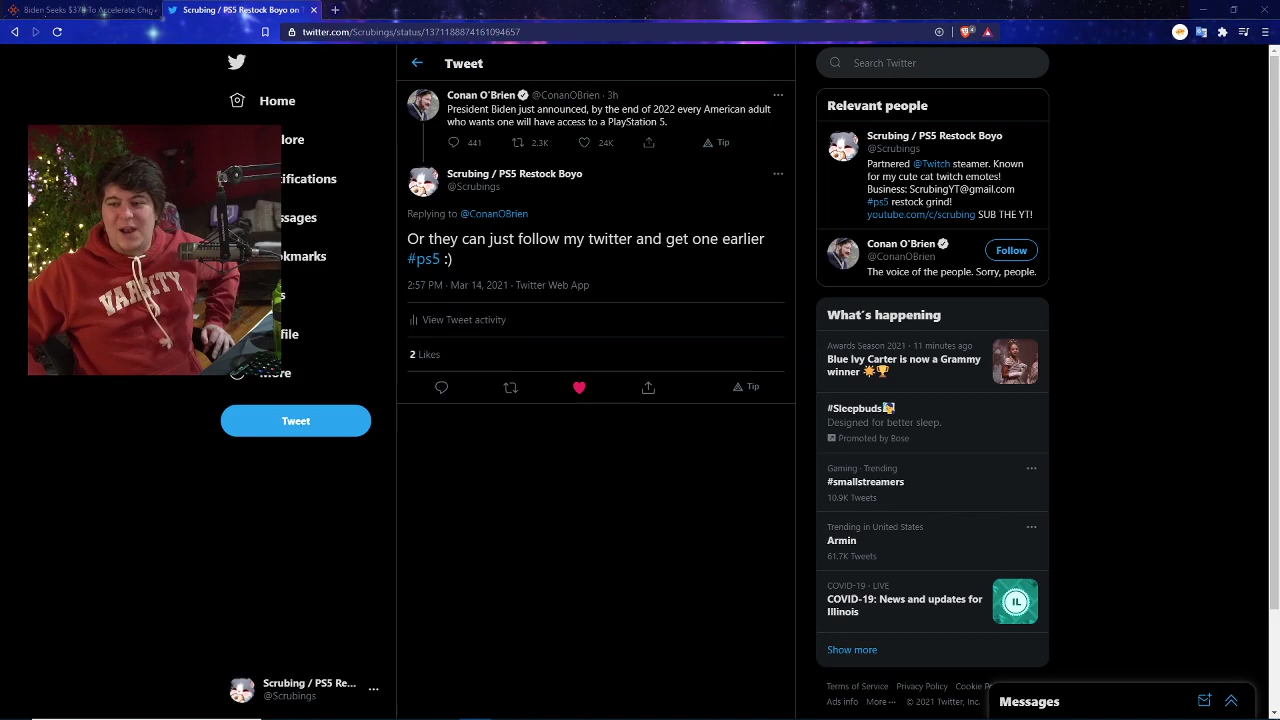 Biden Seeks $37B To Accelerate Chip
Scrubing / PS5 Restock Boyo on
twitter.com/Scrubings/status/1371188874161094657
Home
lore
tifications
ssages
okmarks
s
file
More
Tweet
Scrubing / PS5 Re...
@Scrubings
Tweet
Conan O'Brien @ConanOBrien · 3h
President Biden just announced, by the end of 2022 every American adult
who wants one will have access to a PlayStation 5.
441 2.3K 24K Tip
Scrubing / PS5 Restock Boyo
@Scrubings
Replying to @ConanOBrien
Or they can just follow my twitter and get one earlier
#ps5 :)
2:57 PM · Mar 14, 2021 · Twitter Web App
View Tweet activity
2 Likes
Tip
VARSITY
Search Twitter
Relevant people
Scrubing / PS5 Restock Boyo
@Scrubings
Partnered @Twitch steamer. Known
for my cute cat twitch emotes!
Business: ScrubingYT@gmail.com
#ps5 restock grind!
youtube.com/c/scrubing SUB THE YT!
Conan O'Brien
@ConanOBrien
Follow
The voice of the people. Sorry, people.
What's happening
Awards Season 2021 · 11 minutes ago
Blue Ivy Carter is now a Grammy
winner ☀️🏆
#Sleepbuds
Designed for better sleep.
Promoted by Bose
Gaming · Trending
#smallstreamers
10.9K Tweets
Trending in United States
Armin
61.7K Tweets
COVID-19 · LIVE
COVID-19: News and updates for
Illinois
IL
Show more
Terms of Service Privacy Policy Cookie
Ads info More ··· © 2021 Twitter, Inc.
Messages